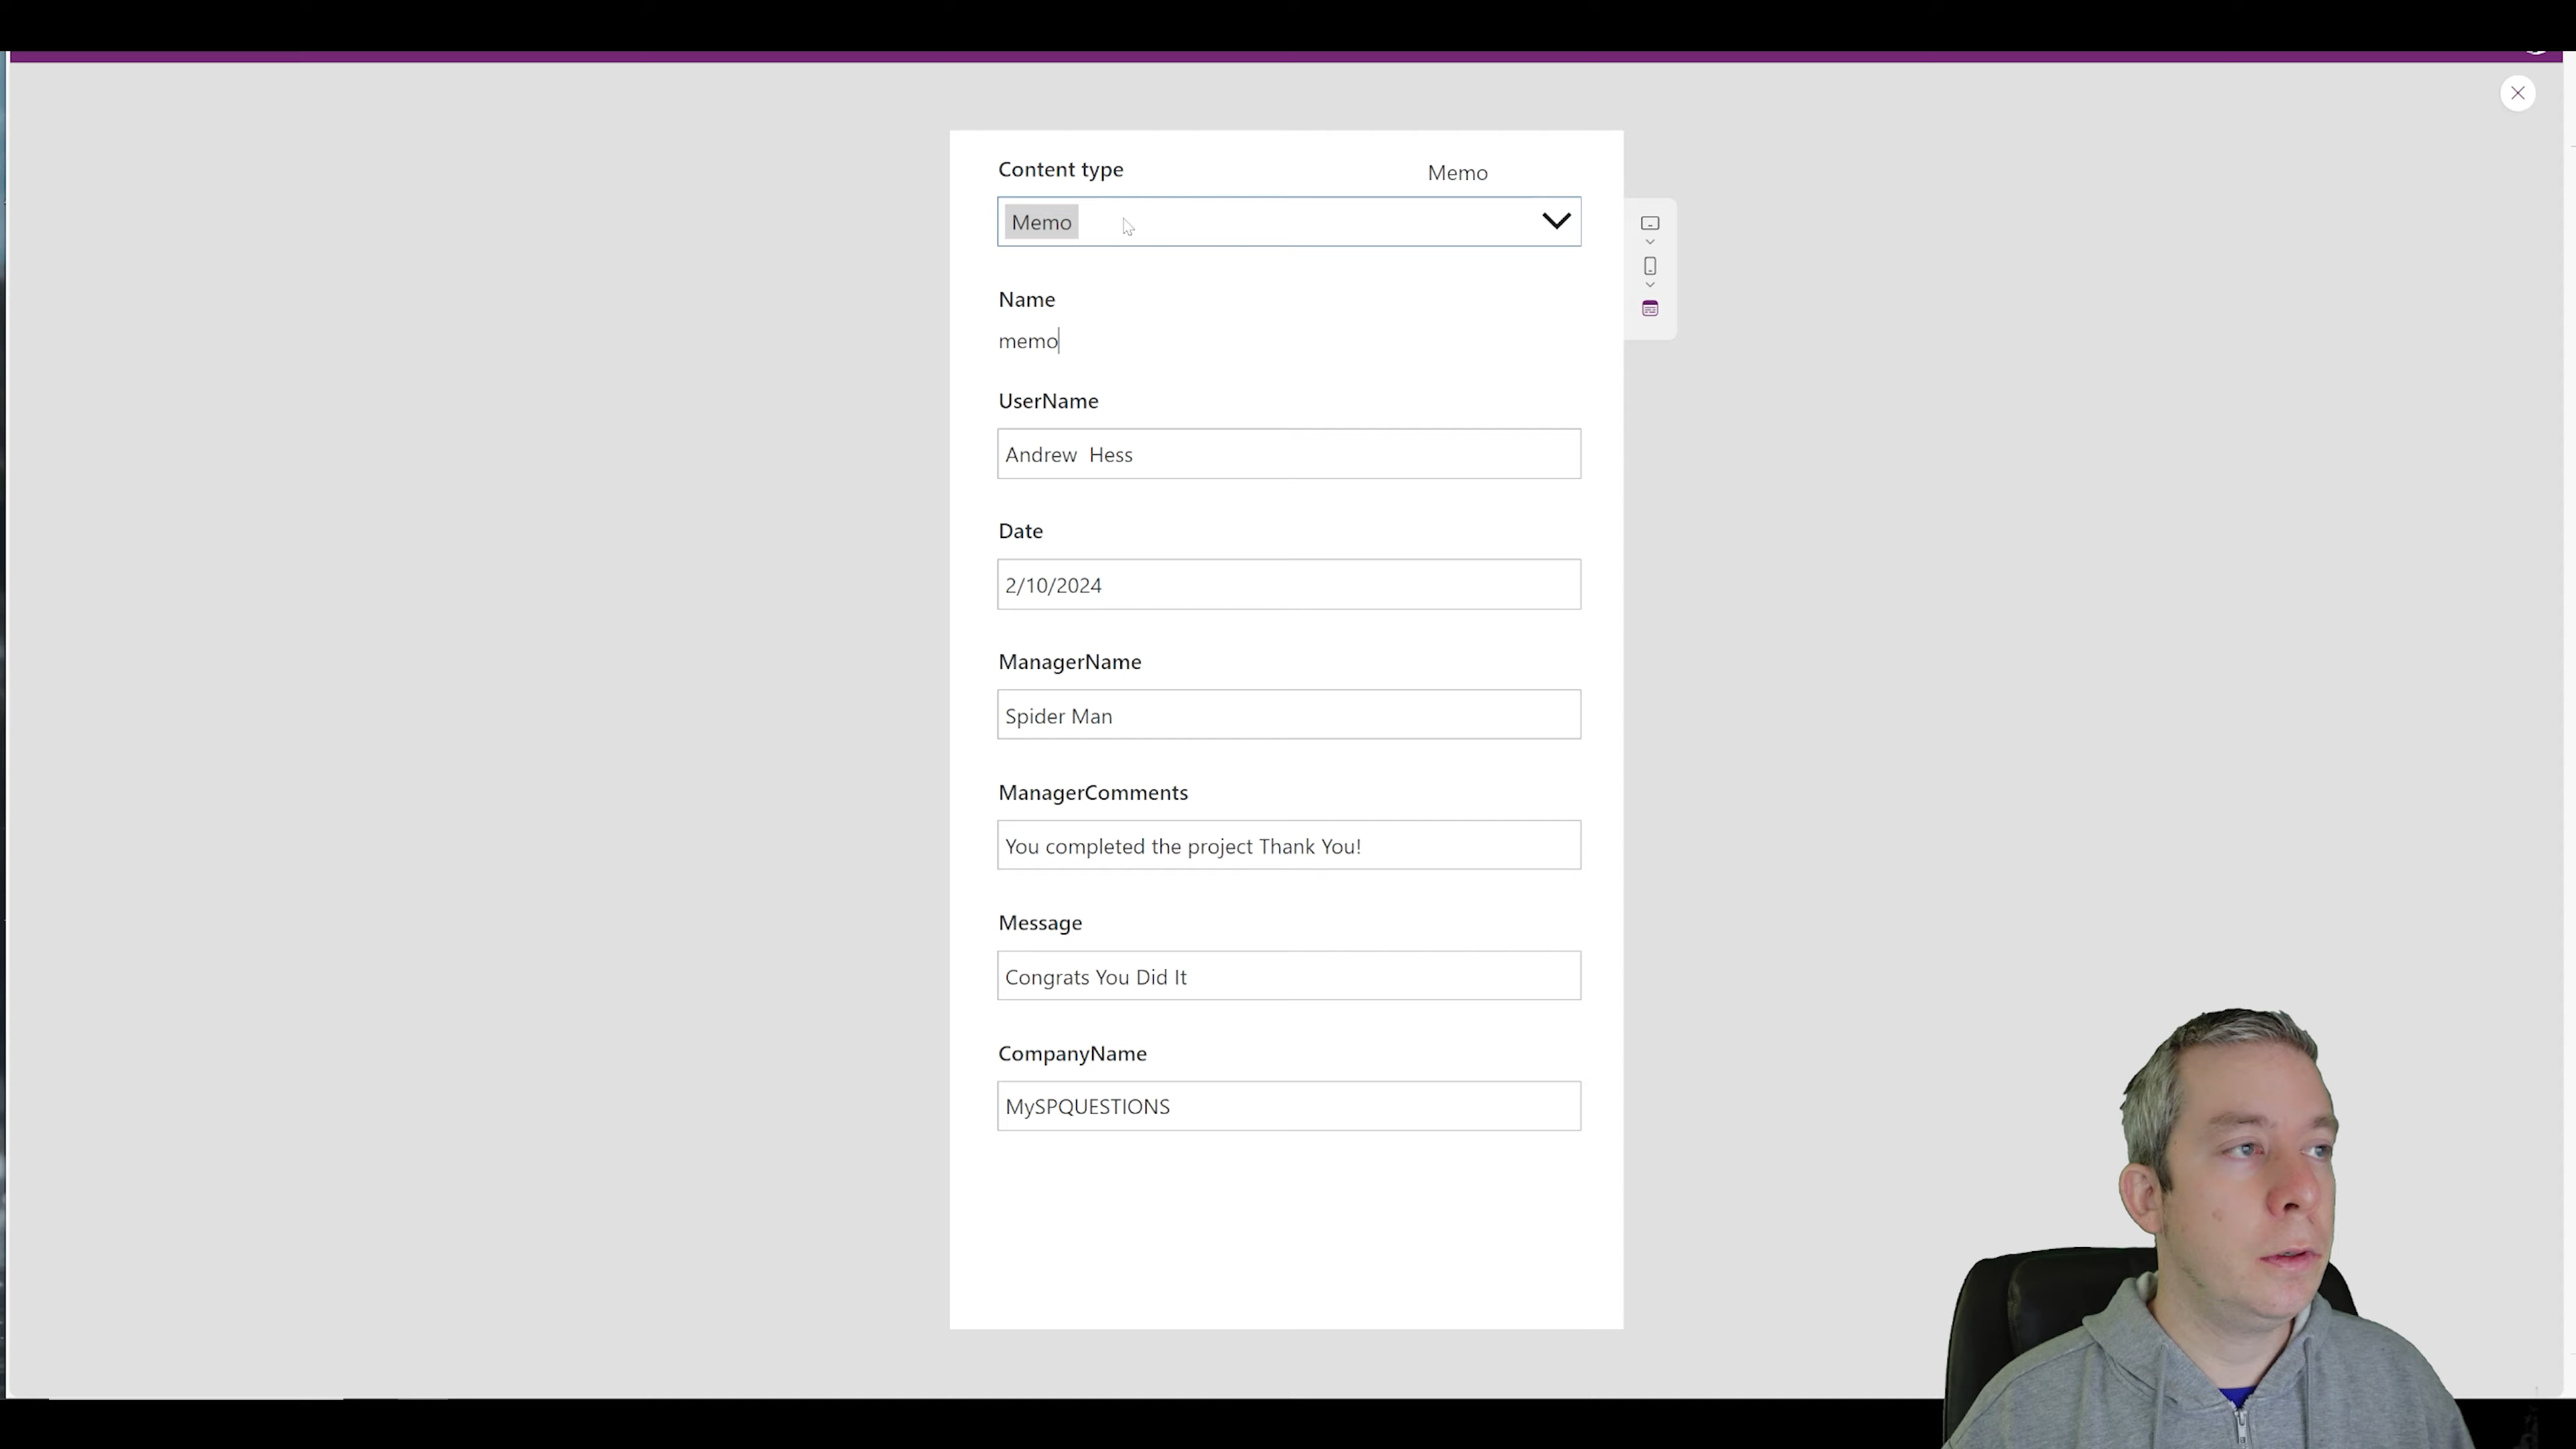 Content type
Memo
Memo
Name
memo
UserName
Andrew  Hess
Date
2/10/2024
ManagerName
Spider Man
ManagerComments
You completed the project Thank You!
Message
Congrats You Did It
CompanyName
MySPQUESTIONS